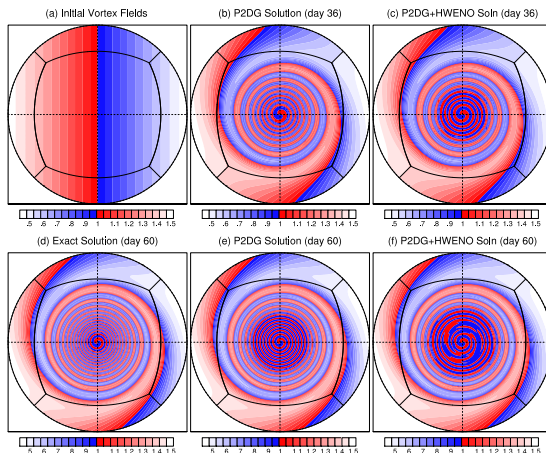 (a) Initial Vortex Fields
(b) P2DG Solution (day 36)
(c) P2DG+HWENO Soln (day 36)
.5 .6 .7 .8 .9 1 1.1 1.2 1.3 1.4 1.5
.5 .6 .7 .8 .9 1 1.1 1.2 1.3 1.4 1.5
.5 .6 .7 .8 .9 1 1.1 1.2 1.3 1.4 1.5
(d) Exact Solution (day 60)
(e) P2DG Solution (day 60)
(f) P2DG+HWENO Soln (day 60)
.5 .6 .7 .8 .9 1 1.1 1.2 1.3 1.4 1.5
.5 .6 .7 .8 .9 1 1.1 1.2 1.3 1.4 1.5
.5 .6 .7 .8 .9 1 1.1 1.2 1.3 1.4 1.5